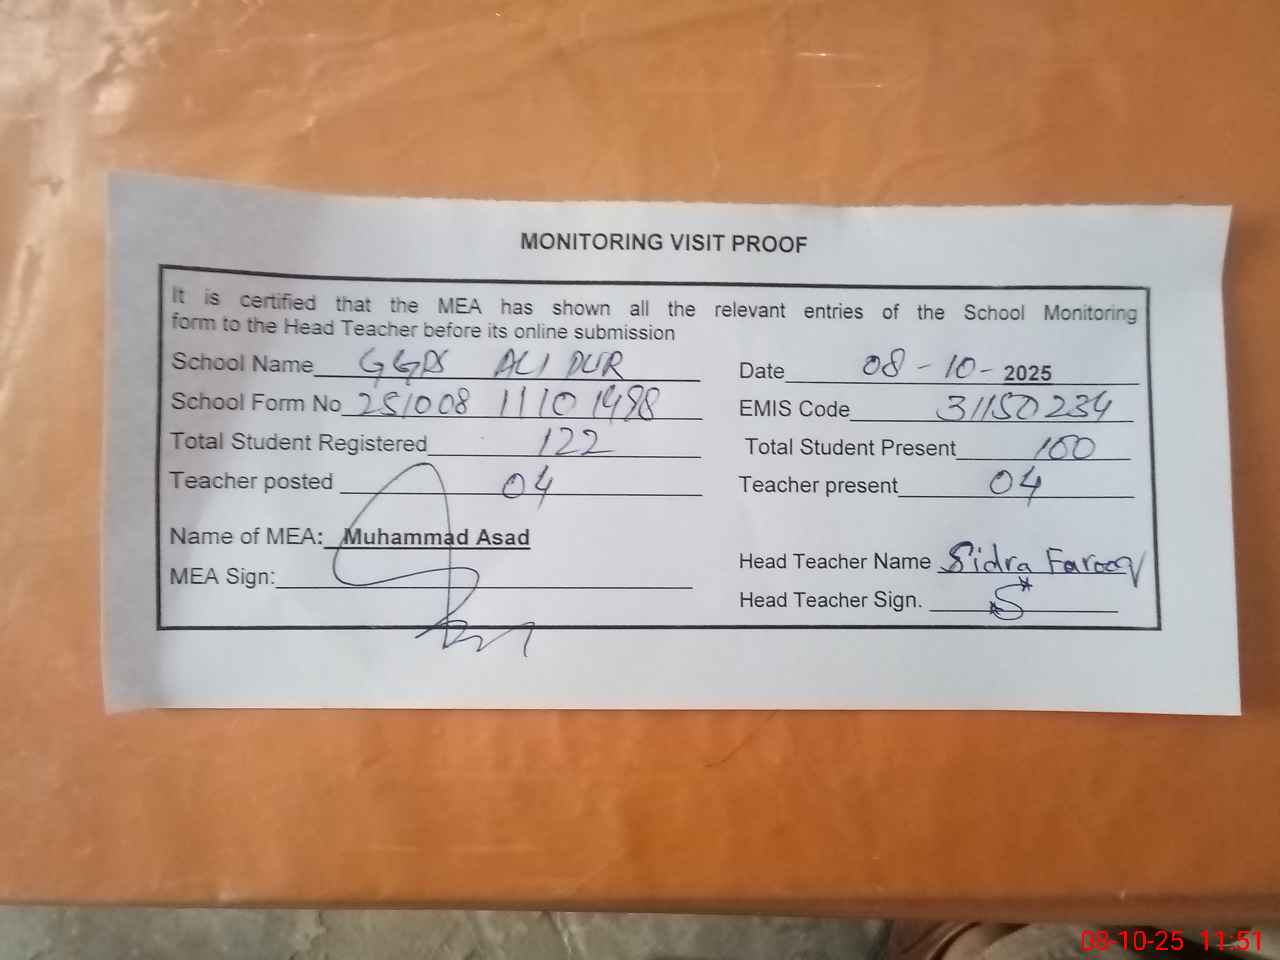 MONITORING VISIT PROOF
It is certified that the MEA has shown all the relevant entries of the School Monitoring
form to the Head Teacher before its online submission
School Name GGPS ALI PUR Date 08-10-2025
School Form No 251008 11101498 EMIS Code 31150234
Total Student Registered 122 Total Student Present 100
Teacher posted 04 Teacher present 04
Name of MEA: Muhammad Asad
Head Teacher Name Sidra Farooq
MEA Sign:
Head Teacher Sign. S
08-10-25 11:51